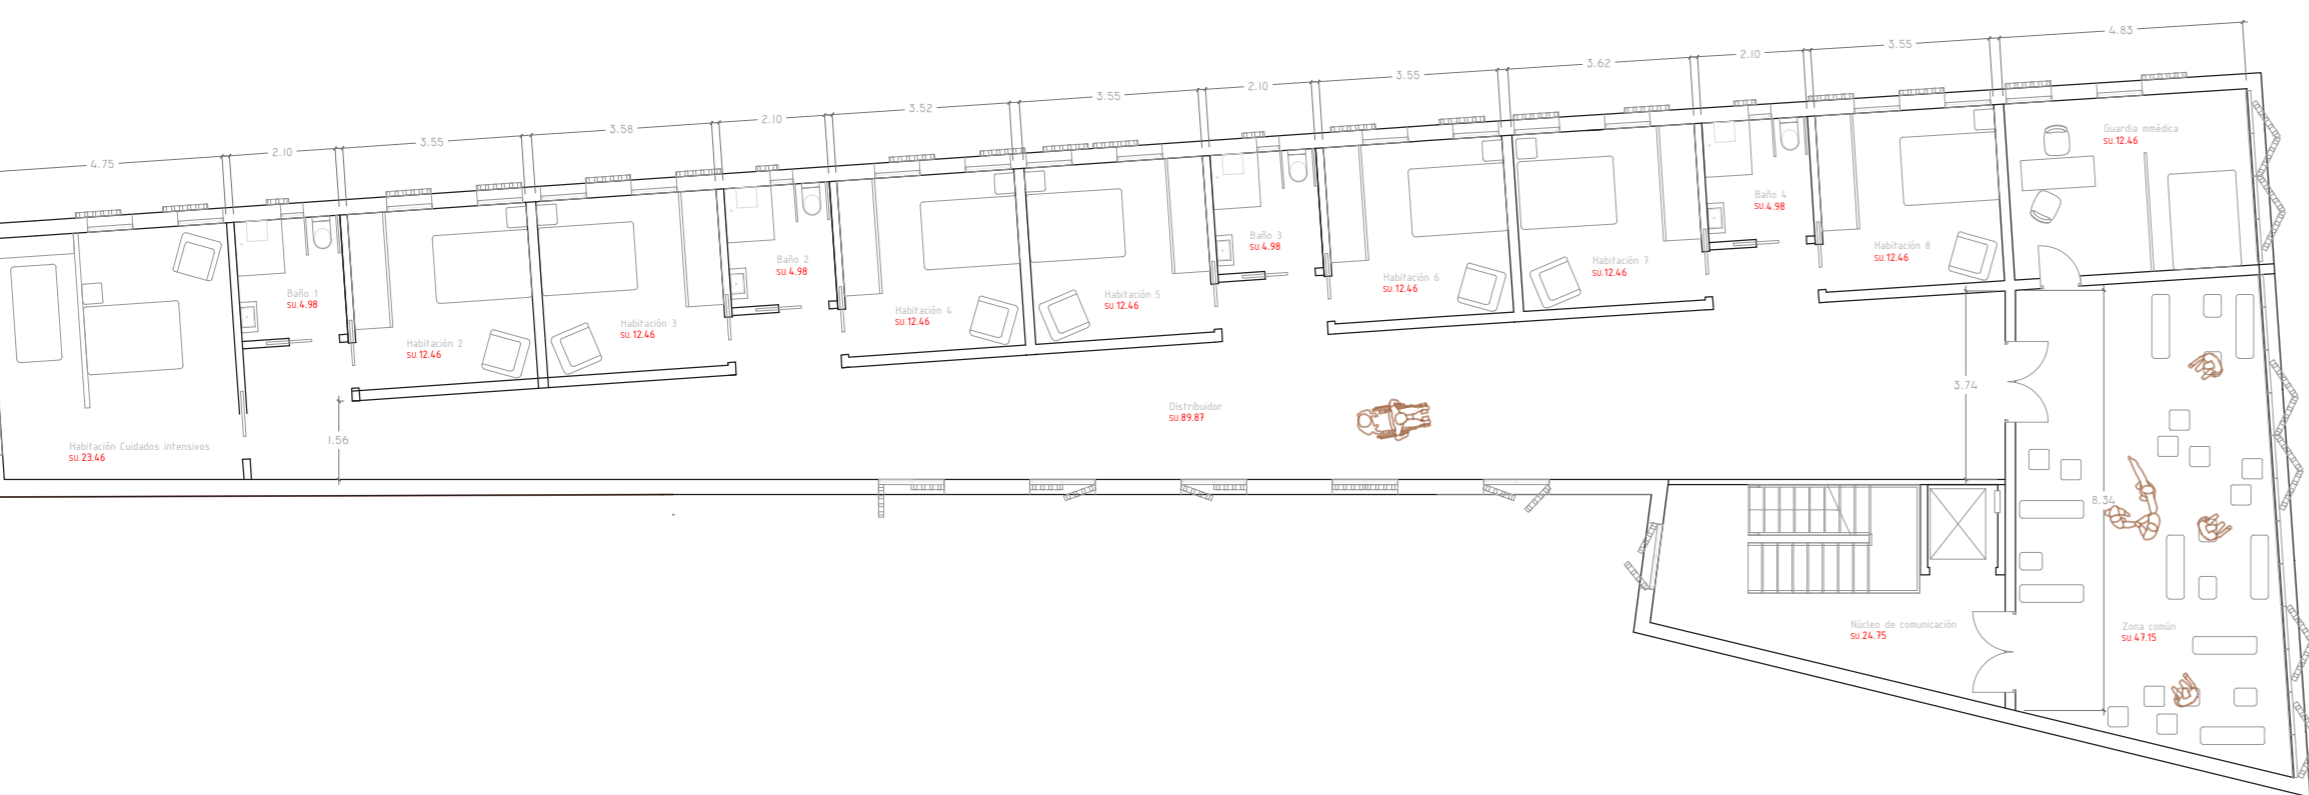 4.75
2.10
3.55
3.58
2.10
3.52
3.55
2.10
3.55
3.62
2.10
3.55
4.83
Habitación Cuidados intensivos
su.23.46
Baño 1
su.4.98
1.56
Habitación 2
su.12.46
Habitación 3
su.12.46
Baño 2
su.4.98
Habitación 4
su.12.46
Habitación 5
su.12.46
Baño 3
su.4.98
Habitación 6
su.12.46
Habitación 7
su.12.46
Baño 4
su.4.98
Habitación 8
su.12.46
Guardia mmédica
su.12.46
Distribuidor
su.89.87
3.74
8.34
Núcleo de comunicación
su.24.75
Zona común
su.47.15